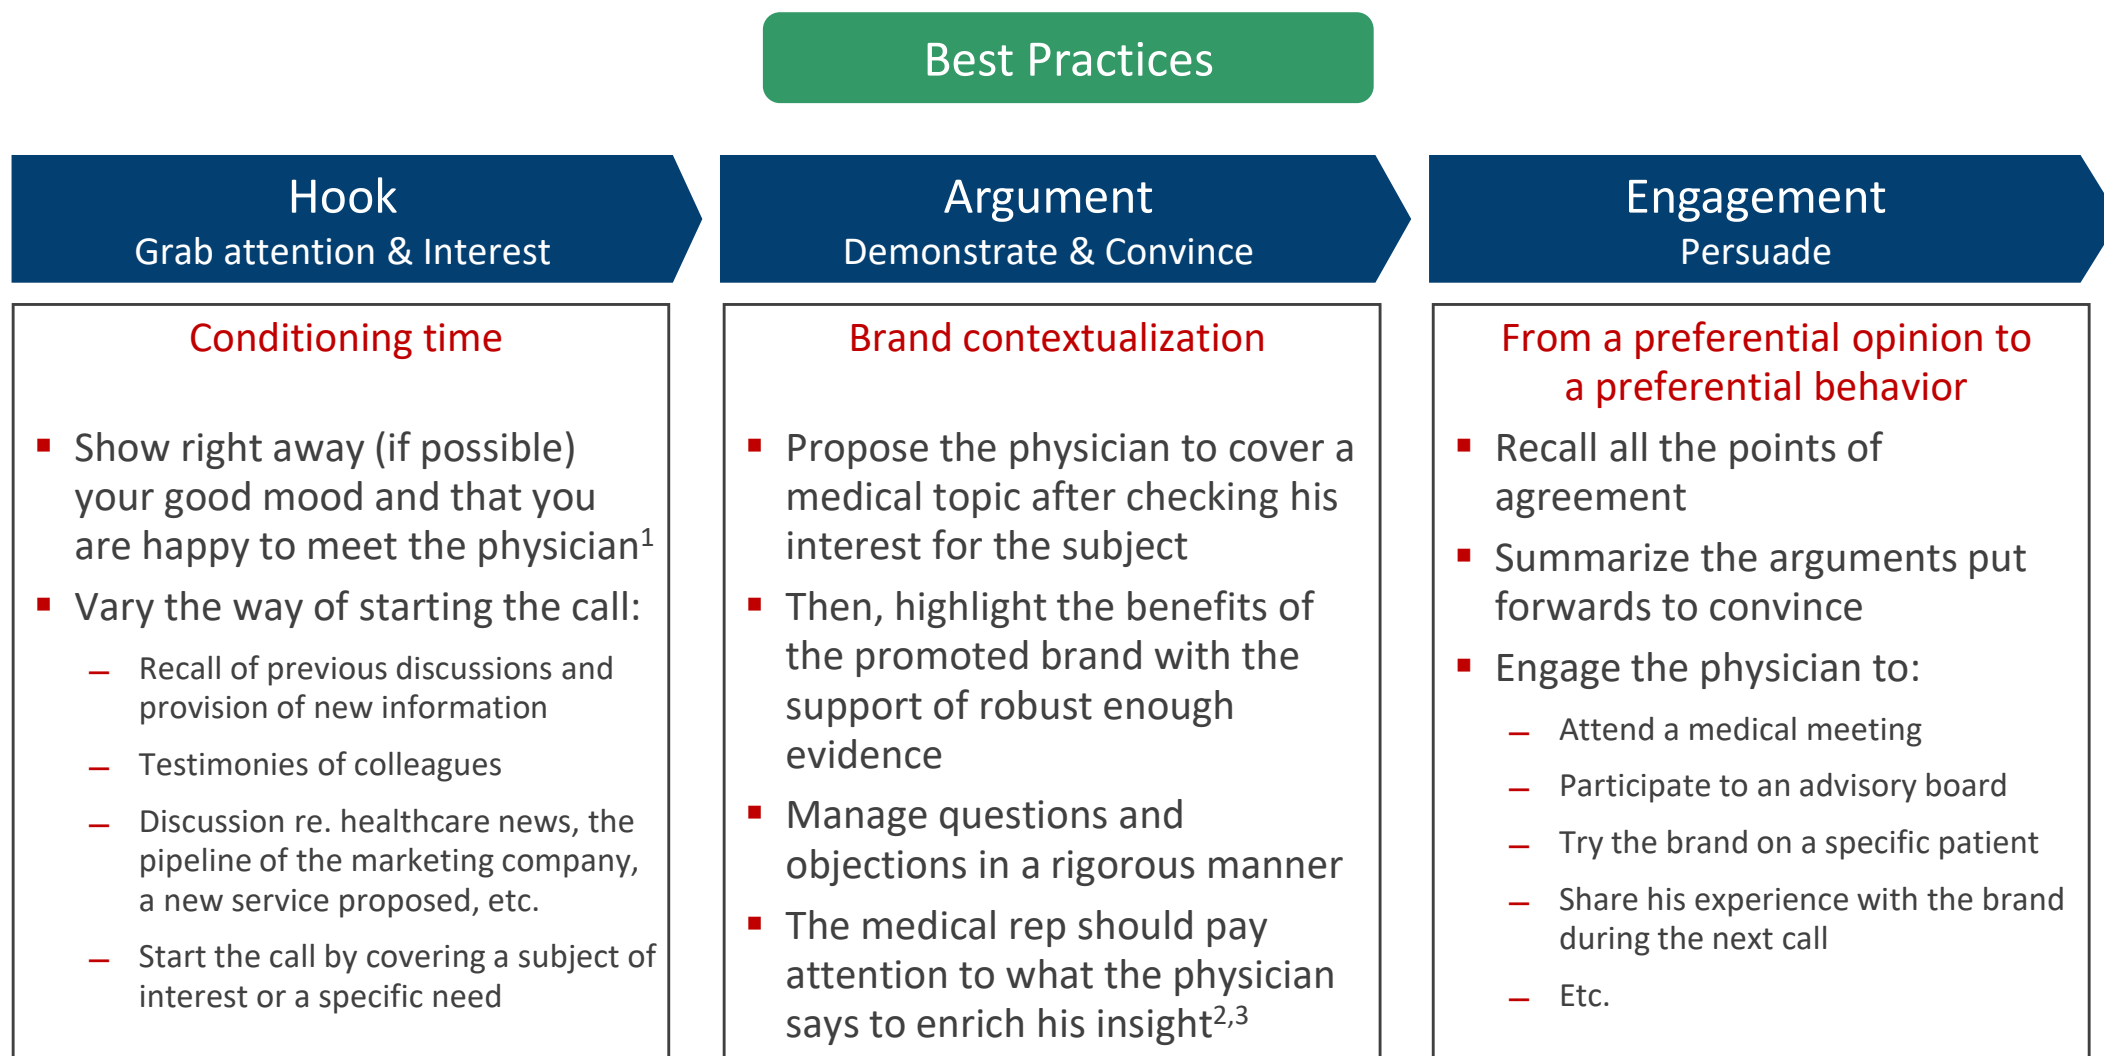 Best Practices
Hook
Grab attention & Interest
Conditioning time
▪ Show right away (if possible)
your good mood and that you
are happy to meet the physician¹
▪ Vary the way of starting the call:
– Recall of previous discussions and
provision of new information
– Testimonies of colleagues
– Discussion re. healthcare news, the
pipeline of the marketing company,
a new service proposed, etc.
– Start the call by covering a subject of
interest or a specific need
Argument
Demonstrate & Convince
Brand contextualization
▪ Propose the physician to cover a
medical topic after checking his
interest for the subject
▪ Then, highlight the benefits of
the promoted brand with the
support of robust enough
evidence
▪ Manage questions and
objections in a rigorous manner
▪ The medical rep should pay
attention to what the physician
says to enrich his insight²,³
Engagement
Persuade
From a preferential opinion to
a preferential behavior
▪ Recall all the points of
agreement
▪ Summarize the arguments put
forwards to convince
▪ Engage the physician to:
– Attend a medical meeting
– Participate to an advisory board
– Try the brand on a specific patient
– Share his experience with the brand
during the next call
– Etc.